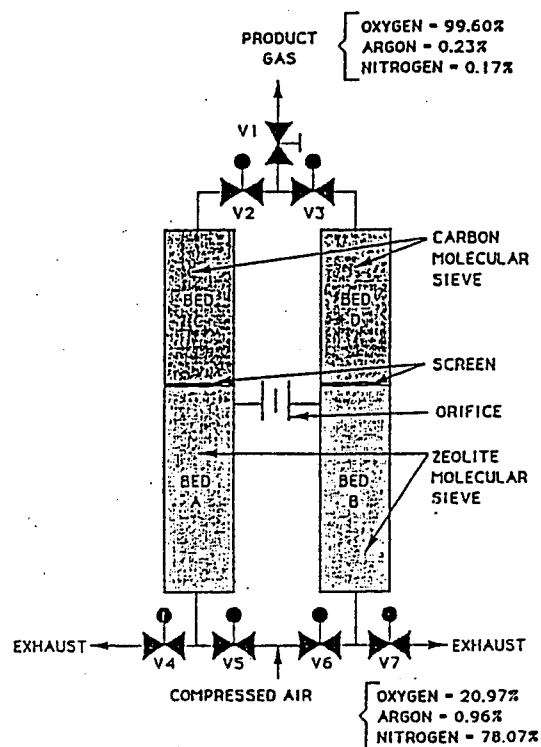 PRODUCT
GAS
OXYGEN = 99.60%
ARGON = 0.23%
NITROGEN = 0.17%
V1
V2
V3
CARBON
MOLECULAR
SIEVE
BED
C
BED
D
SCREEN
ORIFICE
ZEOLITE
MOLECULAR
SIEVE
BED
A
BED
B
EXHAUST
V4
V5
V6
V7
EXHAUST
COMPRESSED AIR
OXYGEN = 20.97%
ARGON = 0.96%
NITROGEN = 78.07%